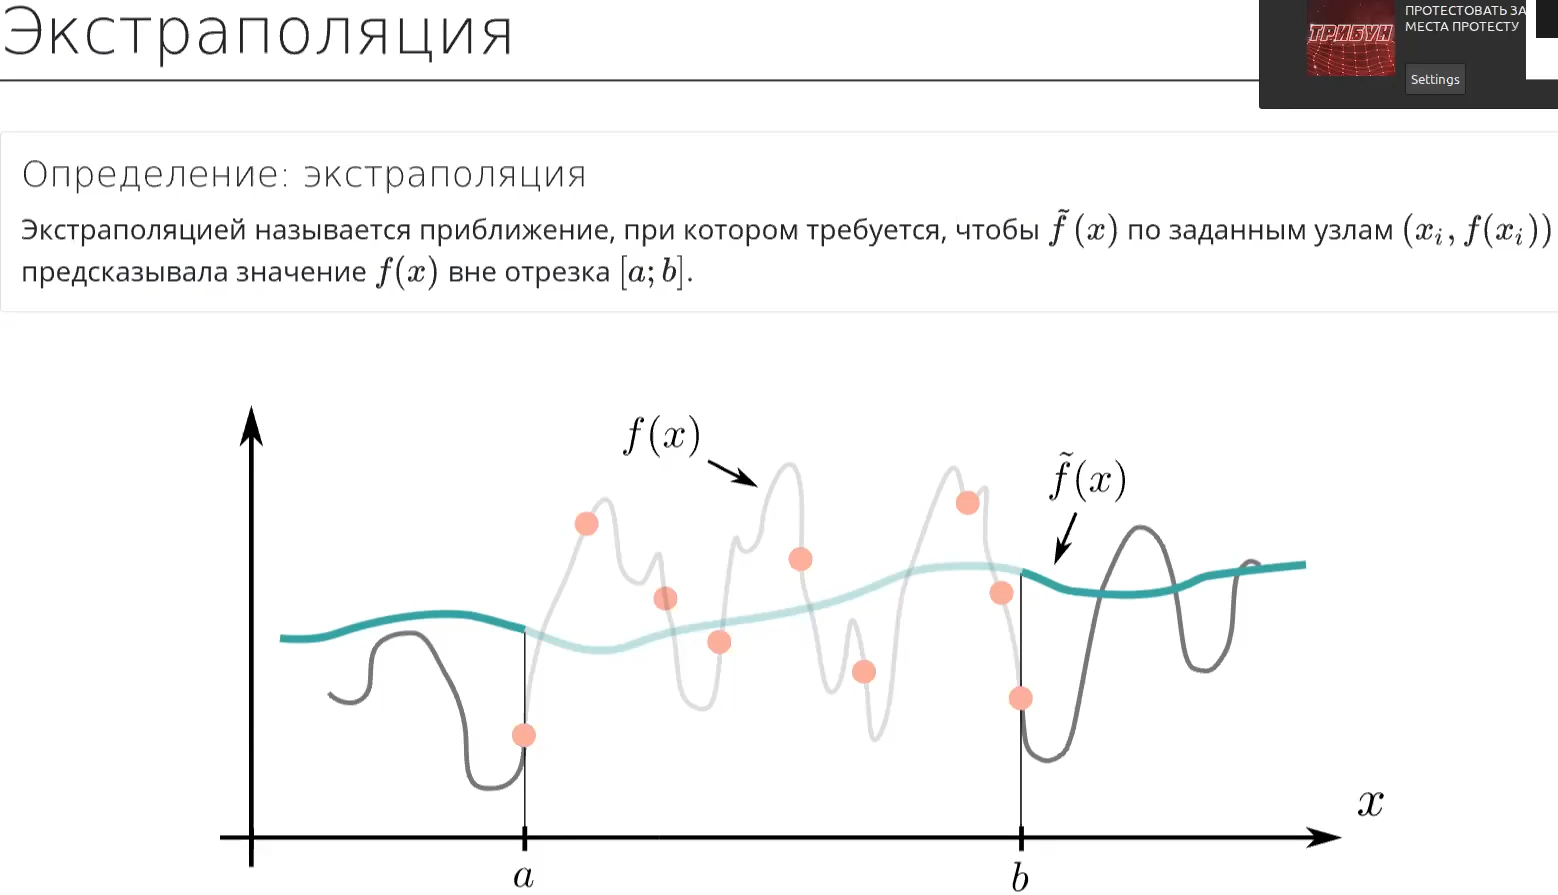 Экстраполяция
ПРОТЕСТОВАТЬ ЗА
МЕСТА ПРОТЕСТУ
ТРИБУН
Settings
Определение: экстраполяция
Экстраполяцией называется приближение, при котором требуется, чтобы f̃(x) по заданным узлам (xᵢ, f(xᵢ))
предсказывала значение f(x) вне отрезка [a; b].
f(x)
f̃(x)
x
a
b